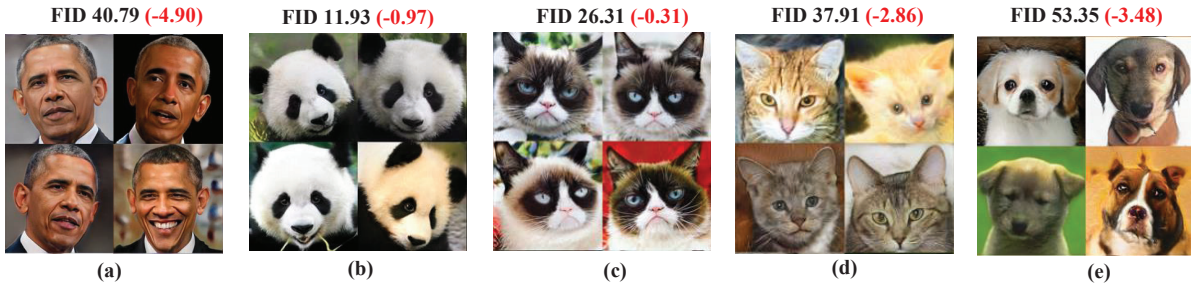 FID 40.79 (-4.90) FID 11.93 (-0.97) FID 26.31 (-0.31) FID 37.91 (-2.86) FID 53.35 (-3.48)
(a) (b) (c) (d) (e)